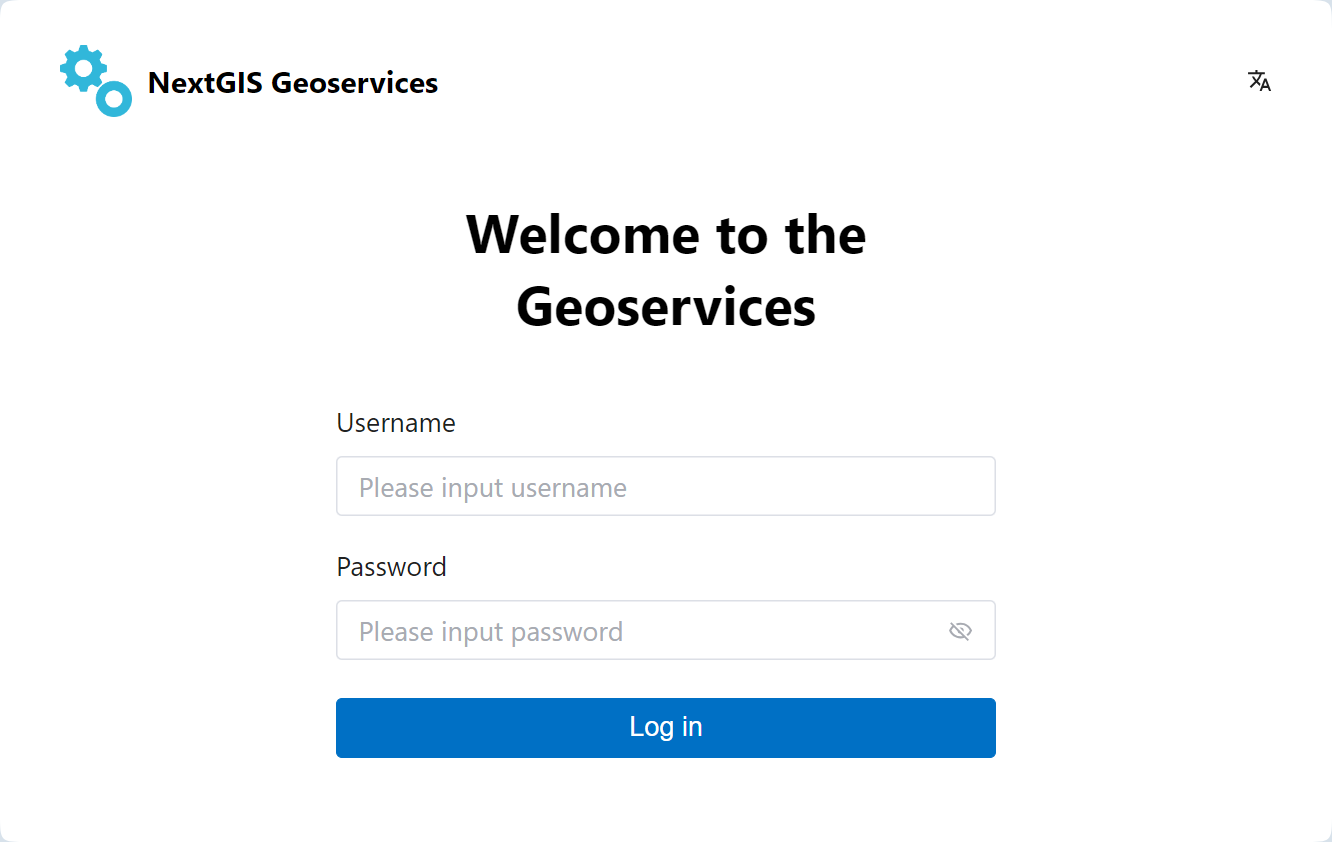 NextGIS Geoservices
Welcome to the
Geoservices
Username
Please input username
Password
Please input password
Log in